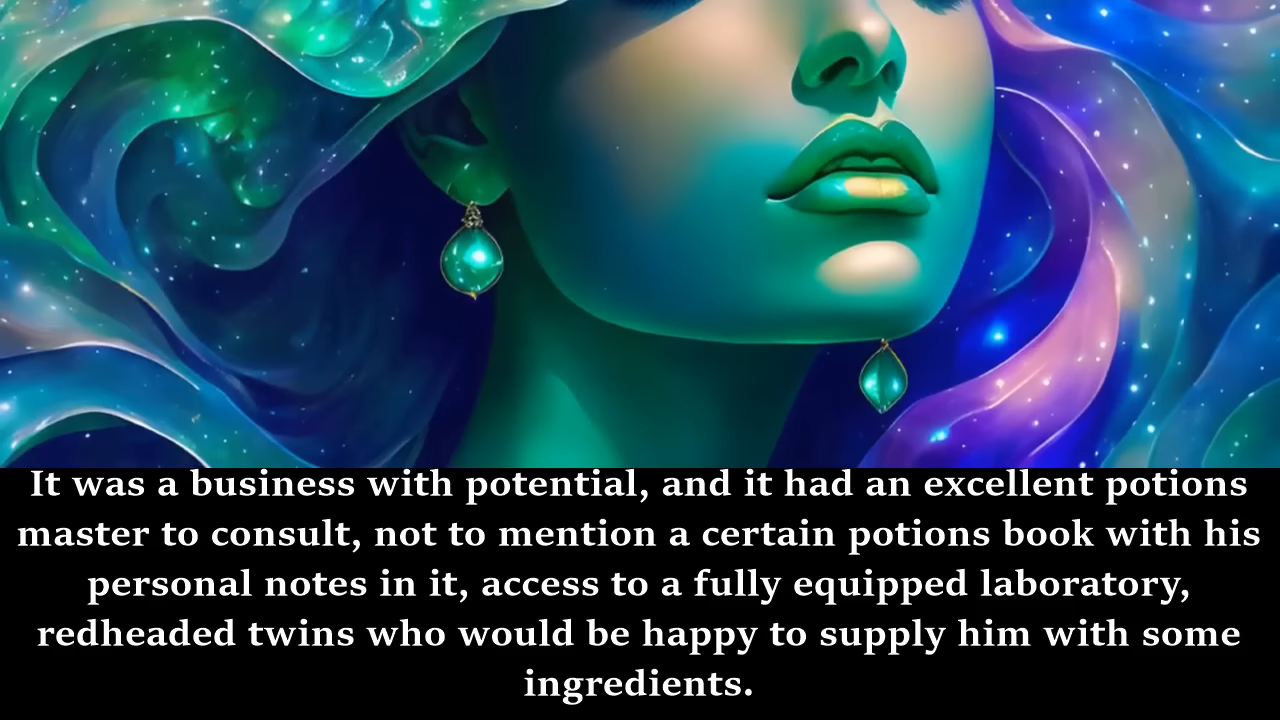 It was a business with potential, and it had an excellent potions
master to consult, not to mention a certain potions book with his
personal notes in it, access to a fully equipped laboratory,
redheaded twins who would be happy to supply him with some
ingredients.